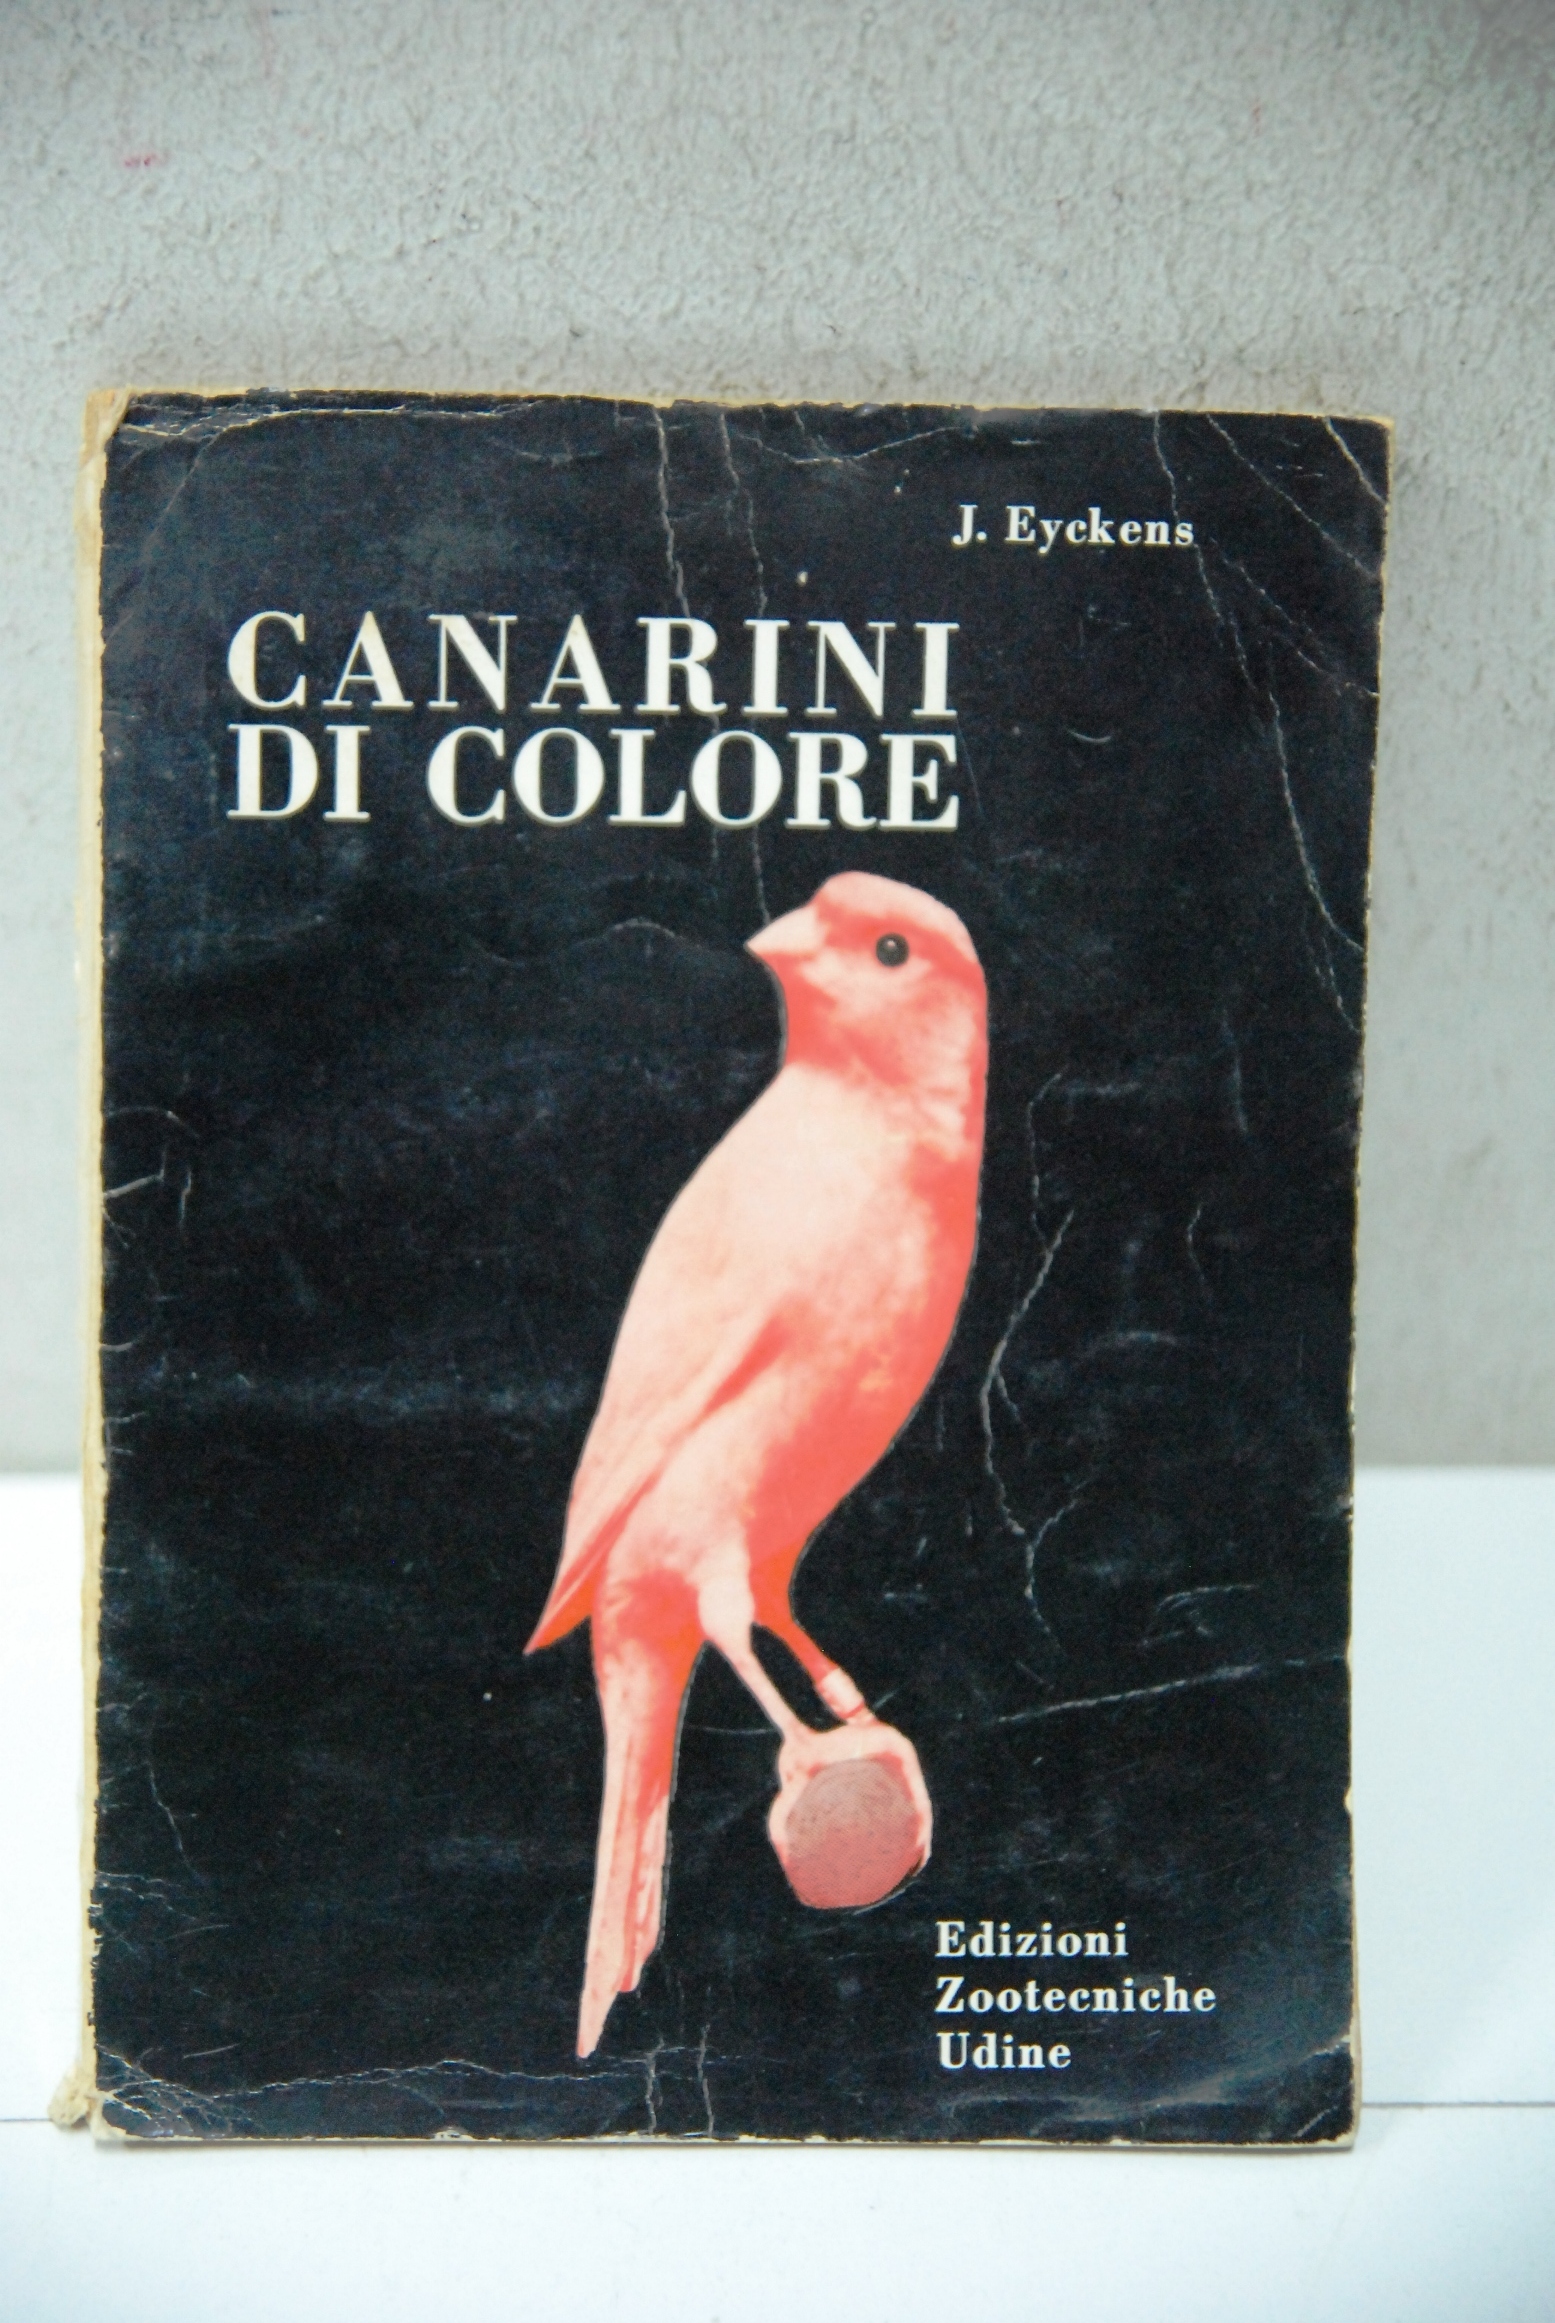 J. Eyckens
CANARINI
DI COLORE
Edizioni
Zootecniche
Udine